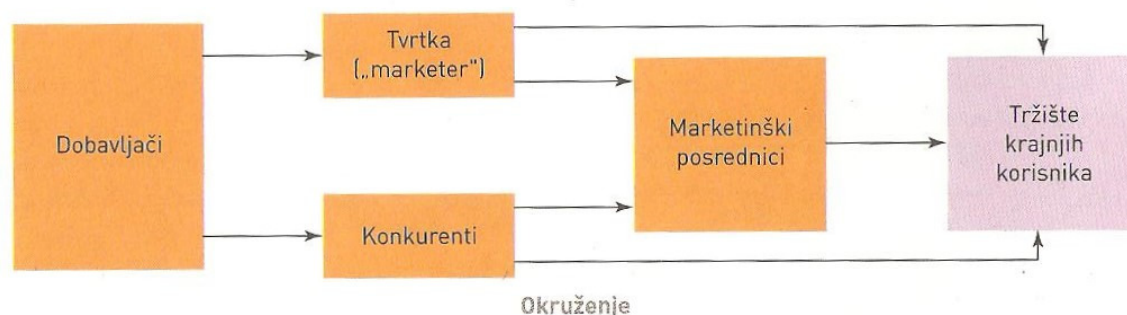 Dobavljači
Tvrtka
(„marketer")
Konkurenti
Marketinški
posrednici
Tržište
krajnjih
korisnika
Okruženje